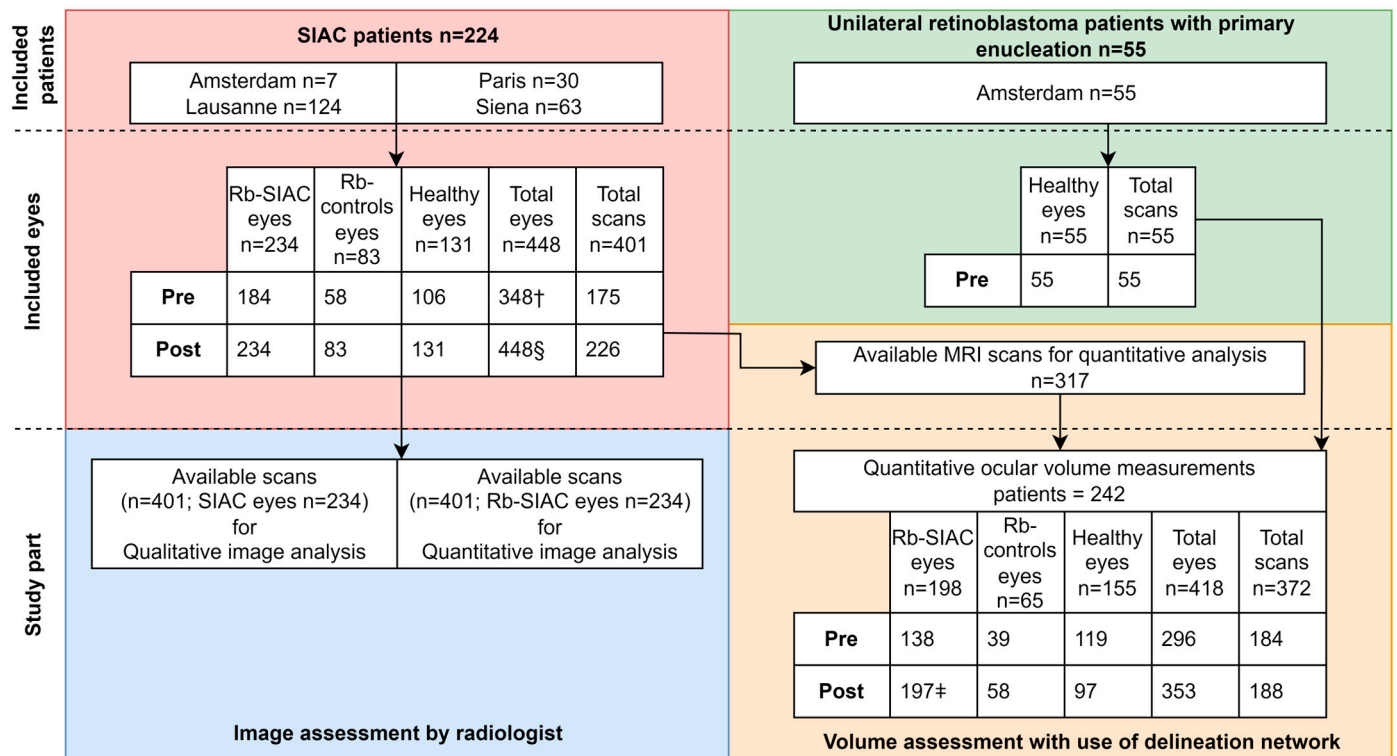 Included
patients
SIAC patients n=224
Amsterdam n=7
Lausanne n=124
Paris n=30
Siena n=63
Unilateral retinoblastoma patients with primary
enucleation n=55
Amsterdam n=55
Included eyes
Rb-SIAC
eyes
n=234
Rb-
controls
eyes
n=83
Healthy
eyes
n=131
Total
eyes
n=448
Total
scans
n=401
Pre
184
58
106
348†
175
Post
234
83
131
448§
226
Healthy
eyes
n=55
Total
scans
n=55
Pre
55
55
Available MRI scans for quantitative analysis
n=317
Study part
Available scans
(n=401; SIAC eyes n=234)
for
Qualitative image analysis
Available scans
(n=401; Rb-SIAC eyes n=234)
for
Quantitative image analysis
Image assessment by radiologist
Quantitative ocular volume measurements
patients = 242
Rb-SIAC
eyes
n=198
Rb-
controls
eyes
n=65
Healthy
eyes
n=155
Total
eyes
n=418
Total
scans
n=372
Pre
138
39
119
296
184
Post
197‡
58
97
353
188
Volume assessment with use of delineation network